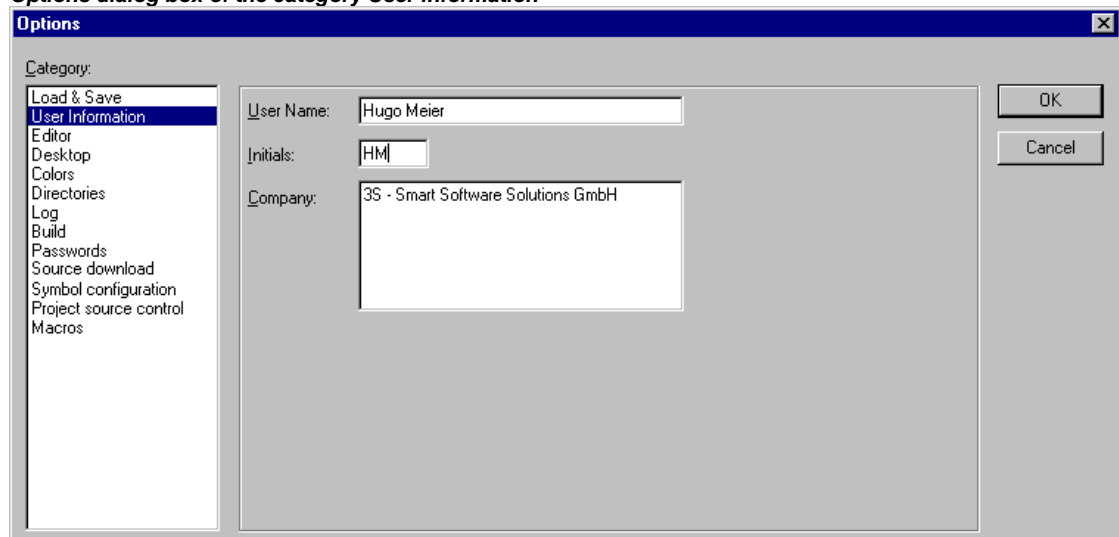 Options dialog box of the category User Information
Options
Category:
Load & Save
User Information
Editor
Desktop
Colors
Directories
Log
Build
Passwords
Source download
Symbol configuration
Project source control
Macros
User Name: Hugo Meier
Initials: HM
Company: 3S - Smart Software Solutions GmbH
OK
Cancel